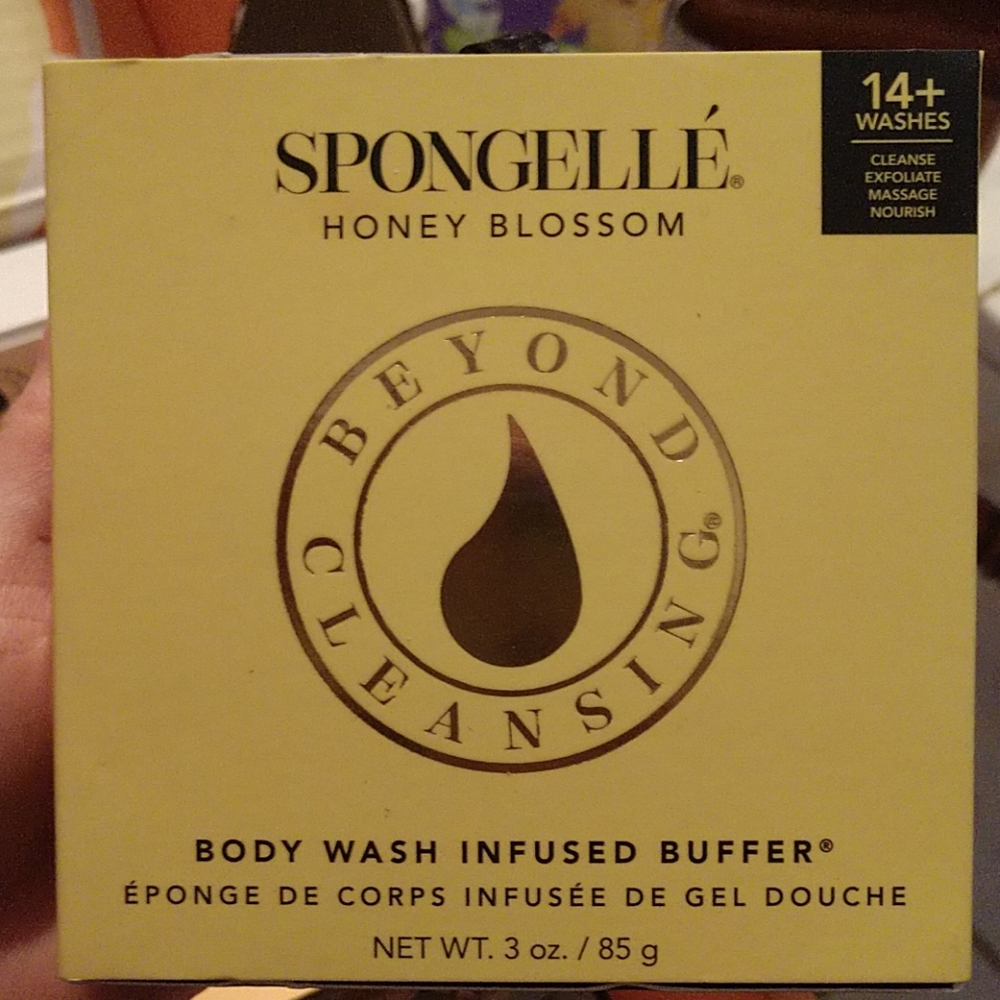 14+
WASHES
CLEANSE
EXFOLIATE
MASSAGE
NOURISH
SPONGELLÉ®
HONEY BLOSSOM
BEYOND
CLEANSING®
BODY WASH INFUSED BUFFER®
ÉPONGE DE CORPS INFUSÉE DE GEL DOUCHE
NET WT. 3 oz. / 85 g